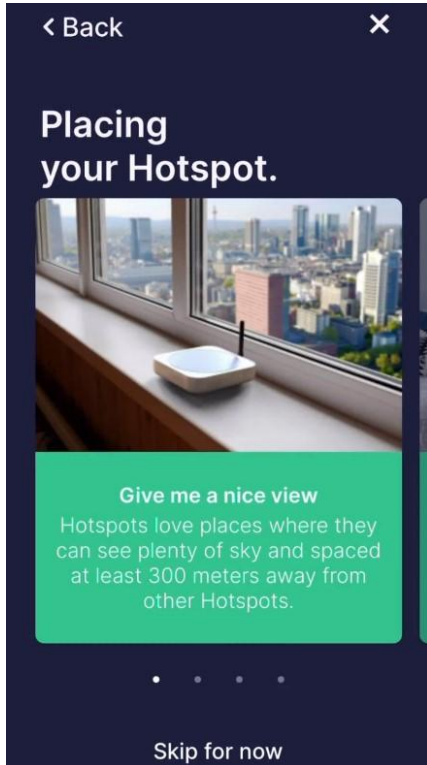 < Back
×
Placing
your Hotspot.
Give me a nice view
Hotspots love places where they
can see plenty of sky and spaced
at least 300 meters away from
other Hotspots.
Skip for now